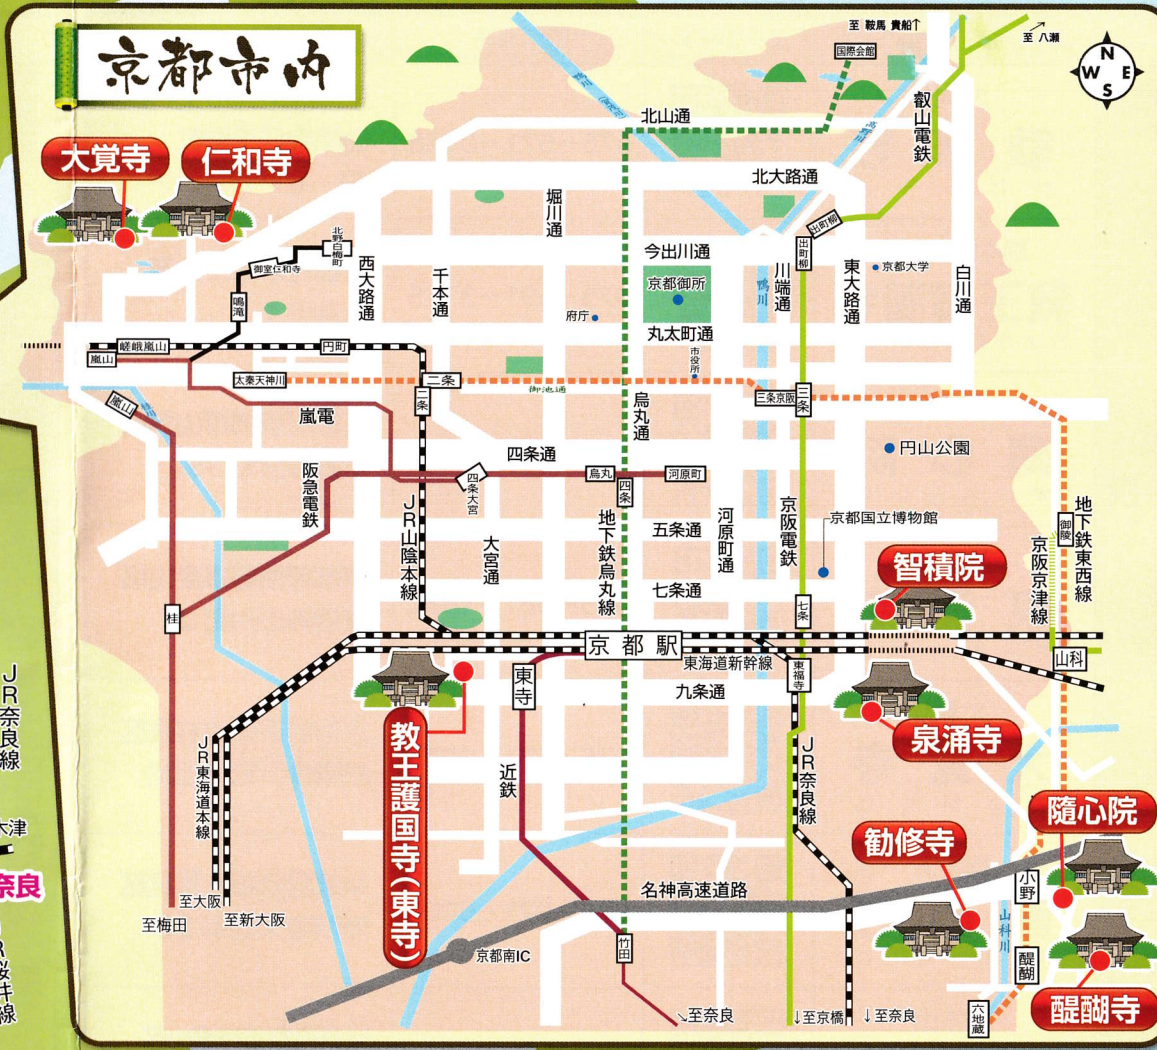 京都市内
至 鞍馬 貴船↑
至 八瀬
N
W E
S
国際会館
叡山電鉄
高野川
北山通
大覚寺
仁和寺
北大路通
堀川通
出町柳
出町柳
北野白梅町
御室仁和寺
鳴滝
西大路通
千本通
今出川通
京都御所
鴨川
川端通
東大路通
京都大学
白川通
府庁
丸太町通
市役所
嵯峨嵐山
嵐山
円町
太秦天神川
二条
二条
御池通
三条京阪
三条
嵐山
嵐電
烏丸通
四条通
円山公園
阪急電鉄
四条大宮
烏丸
河原町
四条
JR山陰本線
大宮通
地下鉄烏丸線
五条通
河原町通
京阪電鉄
京都国立博物館
御陵
地下鉄東西線
京阪京津線
智積院
七条通
七条
桂
京都駅
東海道新幹線
東福寺
山科
東寺
九条通
泉涌寺
教王護国寺(東寺)
JR東海道本線
近鉄
JR奈良線
隨心院
勧修寺
小野
山科川
名神高速道路
至梅田
至大阪
至新大阪
京都南IC
竹田
醍醐
醍醐寺
六地蔵
↘至奈良
↓至京橋
↓至奈良
JR奈良線
木津
奈良
R桜井線